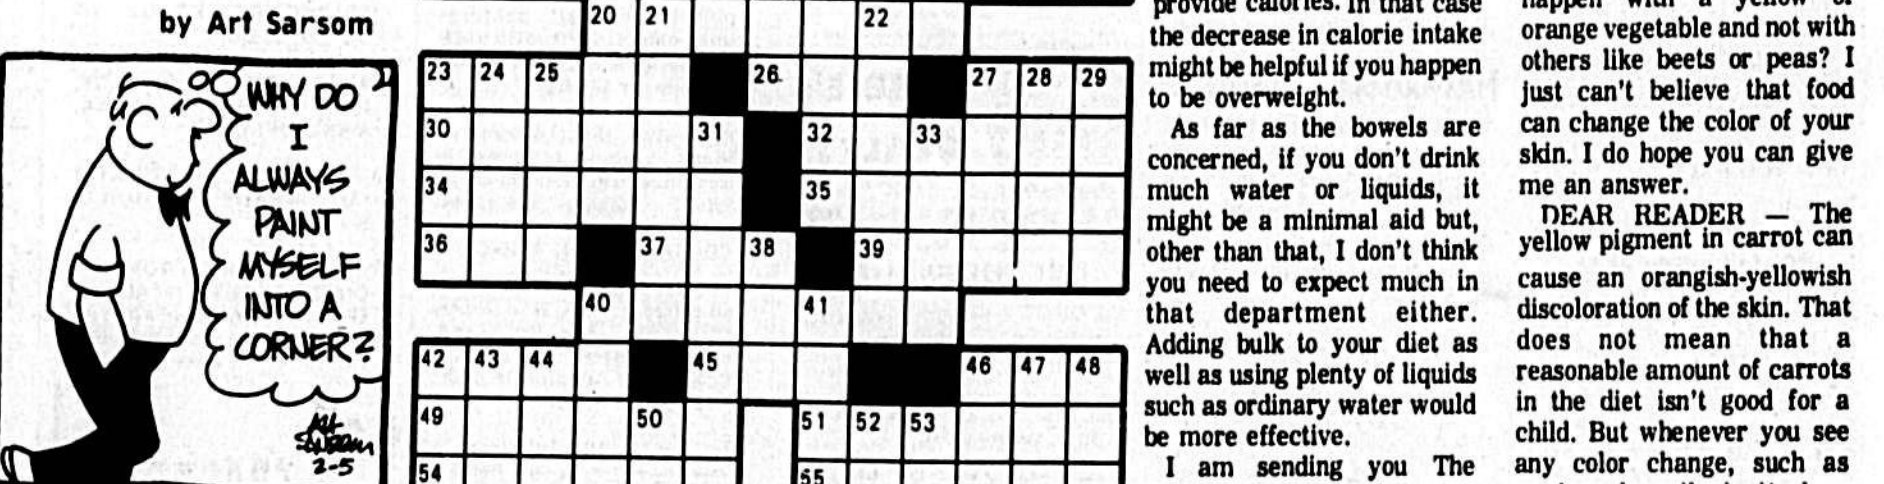 by Art Sarsom
WHY DO
I
ALWAYS
PAINT
MYSELF
INTO A
CORNER?
Art
Sansom
2-5
20 21 22
23 24 25 26 27 28 29
30 31 32 33
34 35
36 37 38 39
40 41
42 43 44 45 46 47 48
49 50 51 52 53
54 55
provide calories. In that case
the decrease in calorie intake
might be helpful if you happen
to be overweight.
As far as the bowels are
concerned, if you don't drink
much water or liquids, it
might be a minimal aid but,
other than that, I don't think
you need to expect much in
that department either.
Adding bulk to your diet as
well as using plenty of liquids
such as ordinary water would
be more effective.
I am sending you The
happen with a yellow or
orange vegetable and not with
others like beets or peas? I
just can't believe that food
can change the color of your
skin. I do hope you can give
me an answer.
DEAR READER — The
yellow pigment in carrot can
cause an orangish-yellowish
discoloration of the skin. That
does not mean that a
reasonable amount of carrots
in the diet isn't good for a
child. But whenever you see
any color change, such as